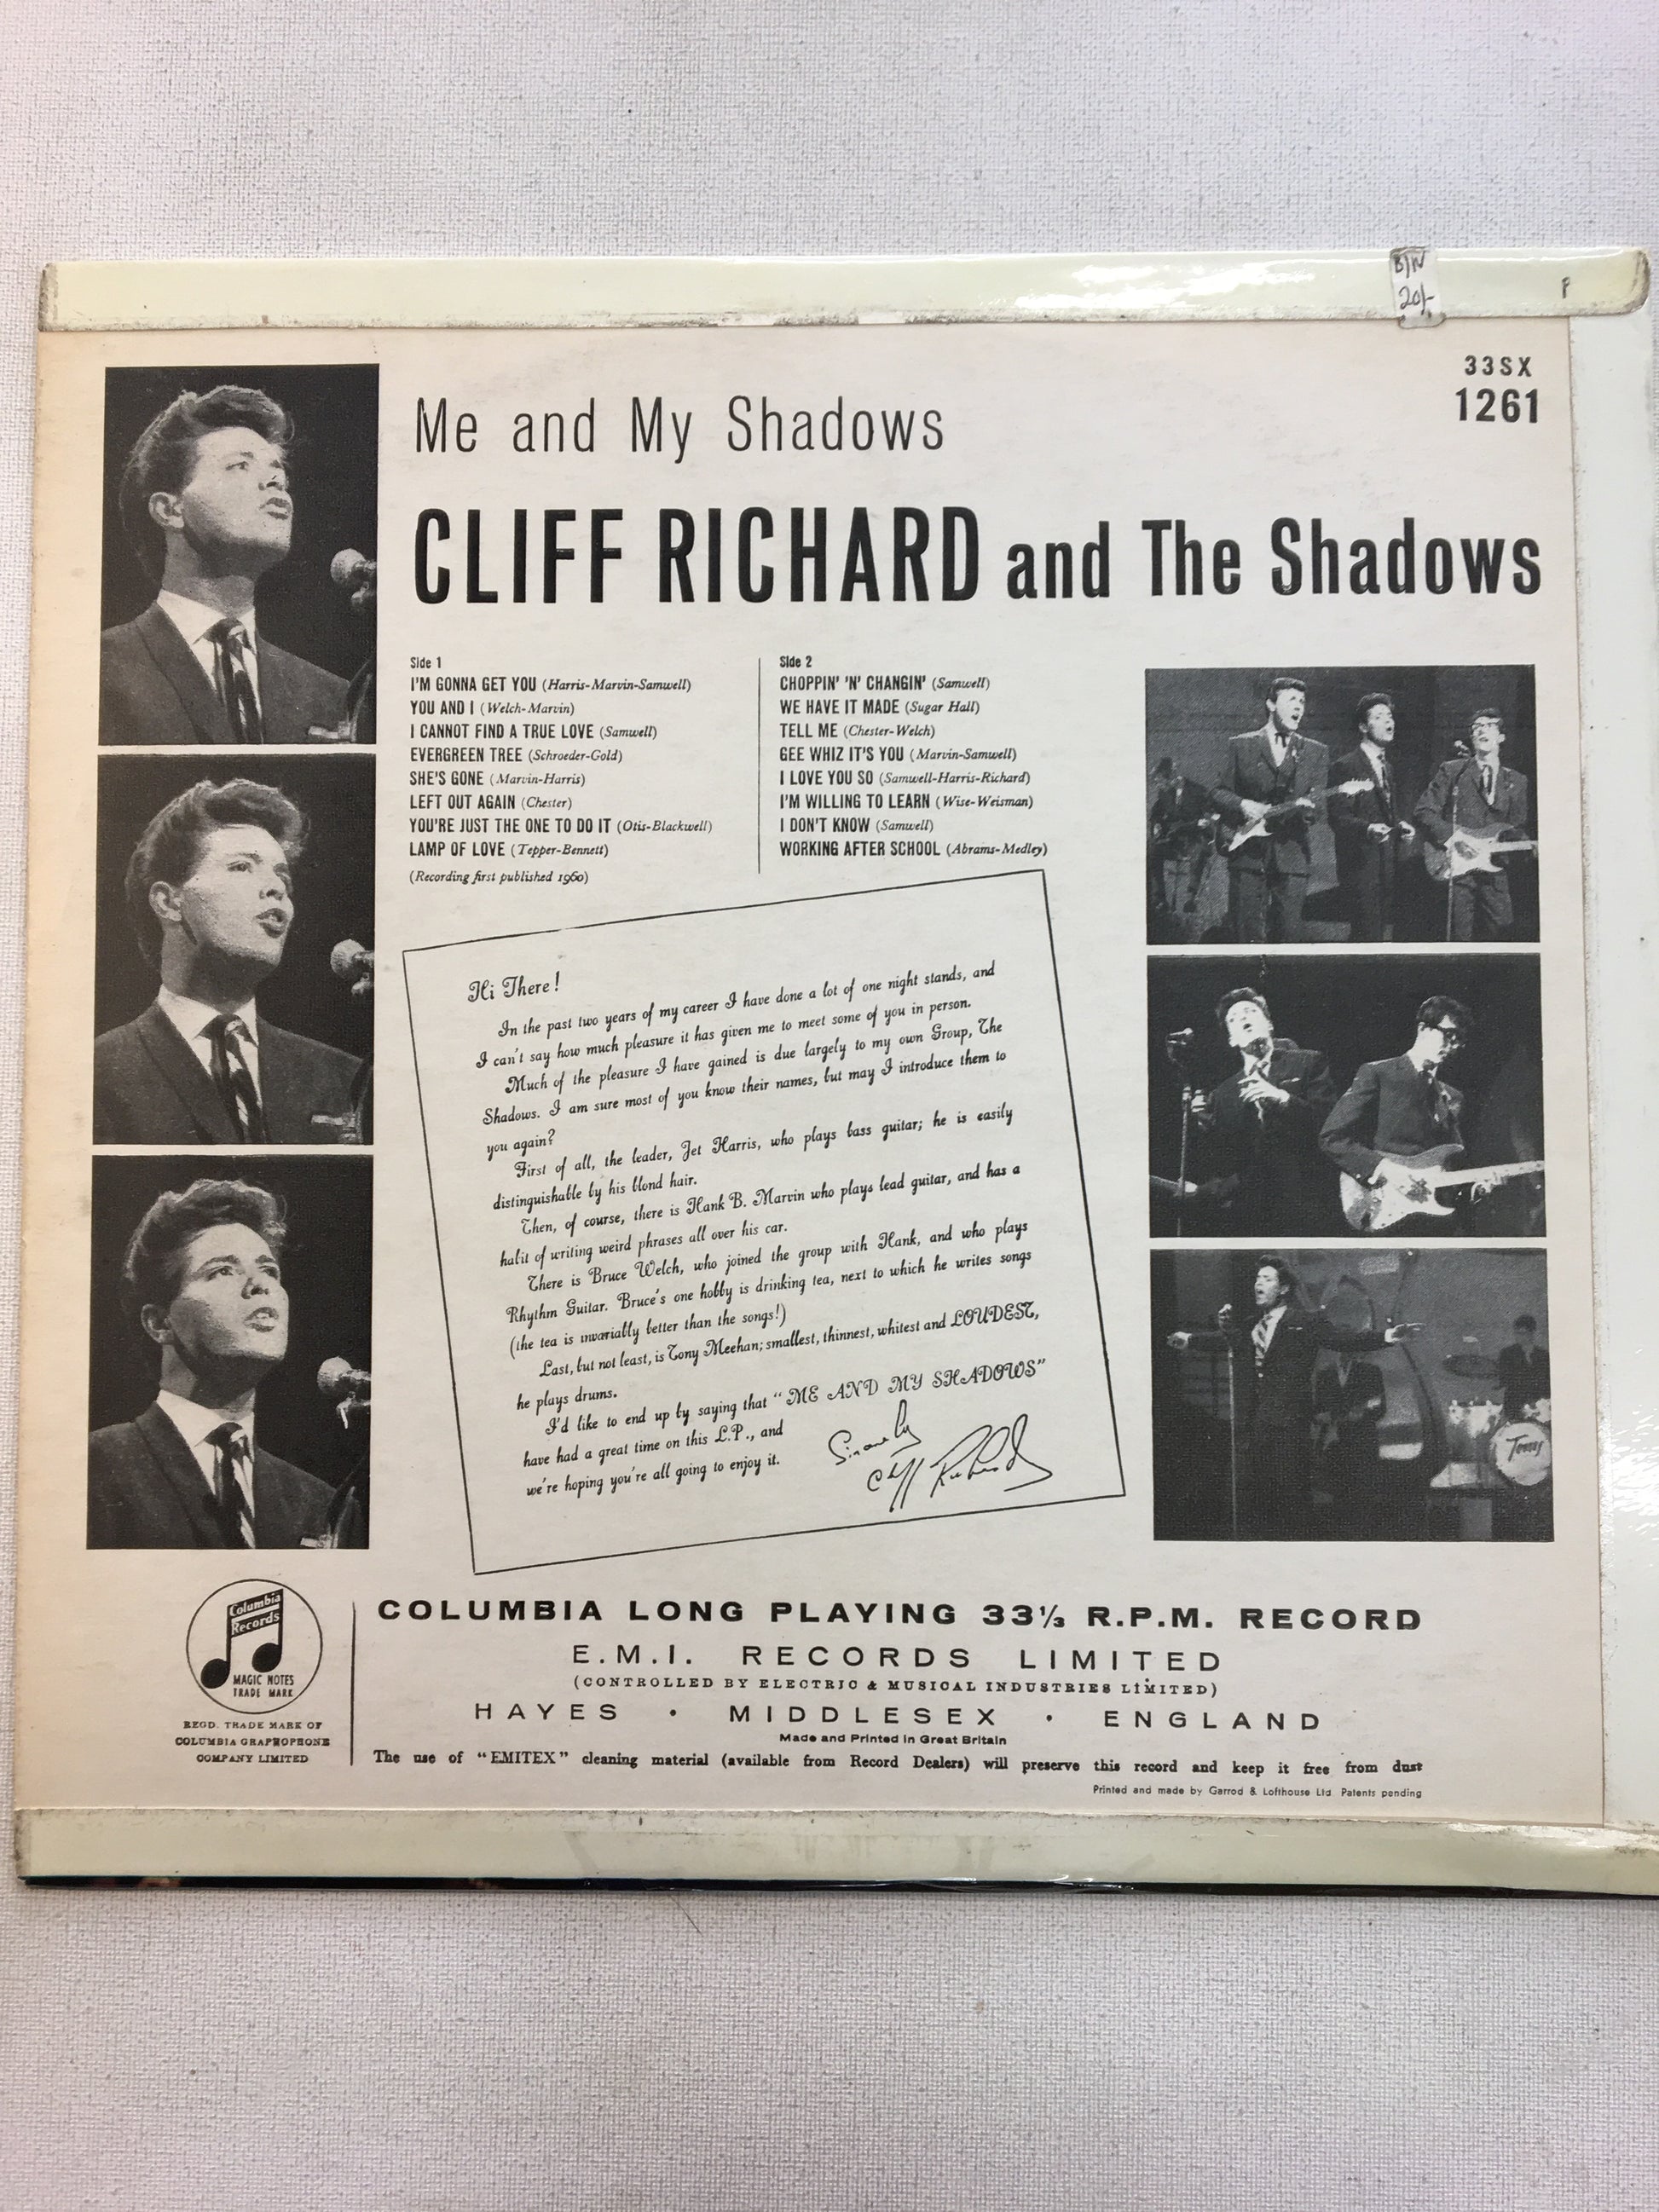 B/W
20/-
P
33SX
1261
Me and My Shadows
CLIFF RICHARD and The Shadows
Side 1
I'M GONNA GET YOU (Harris-Marvin-Samwell)
YOU AND I (Welch-Marvin)
I CANNOT FIND A TRUE LOVE (Samwell)
EVERGREEN TREE (Schroeder-Gold)
SHE'S GONE (Marvin-Harris)
LEFT OUT AGAIN (Chester)
YOU'RE JUST THE ONE TO DO IT (Otis-Blackwell)
LAMP OF LOVE (Tepper-Bennett)
(Recording first published 1960)
Side 2
CHOPPIN' 'N' CHANGIN' (Samwell)
WE HAVE IT MADE (Sugar Hall)
TELL ME (Chester-Welch)
GEE WHIZ IT'S YOU (Marvin-Samwell)
I LOVE YOU SO (Samwell-Harris-Richard)
I'M WILLING TO LEARN (Wise-Weisman)
I DON'T KNOW (Samwell)
WORKING AFTER SCHOOL (Abrams-Medley)
Hi There!
In the past two years of my career I have done a lot of one night stands, and
I can't say how much pleasure it has given me to meet some of you in person.
Much of the pleasure I have gained is due largely to my own Group, The
Shadows. I am sure most of you know their names, but may I introduce them to
you again?
First of all, the leader, Jet Harris, who plays bass guitar; he is easily
distinguishable by his blond hair.
Then, of course, there is Hank B. Marvin who plays lead guitar, and has a
habit of writing weird phrases all over his car.
There is Bruce Welch, who joined the group with Hank, and who plays
Rhythm Guitar. Bruce's one hobby is drinking tea, next to which he writes songs
(the tea is invariably better than the songs!)
Last, but not least, is Tony Meehan; smallest, thinnest, whitest and LOUDEST,
he plays drums.
I'd like to end up by saying that "ME AND MY SHADOWS"
have had a great time on this L.P., and
we're hoping you're all going to enjoy it.
Sincerely
Cliff Richard
Tony
Columbia
Records
MAGIC NOTES
TRADE MARK
REGD. TRADE MARK OF
COLUMBIA GRAPHOPHONE
COMPANY LIMITED
COLUMBIA LONG PLAYING 33⅓ R.P.M. RECORD
E.M.I. RECORDS LIMITED
(CONTROLLED BY ELECTRIC & MUSICAL INDUSTRIES LIMITED)
HAYES · MIDDLESEX · ENGLAND
Made and Printed in Great Britain
The use of "EMITEX" cleaning material (available from Record Dealers) will preserve this record and keep it free from dust
Printed and made by Garrod & Lofthouse Ltd. Patents pending